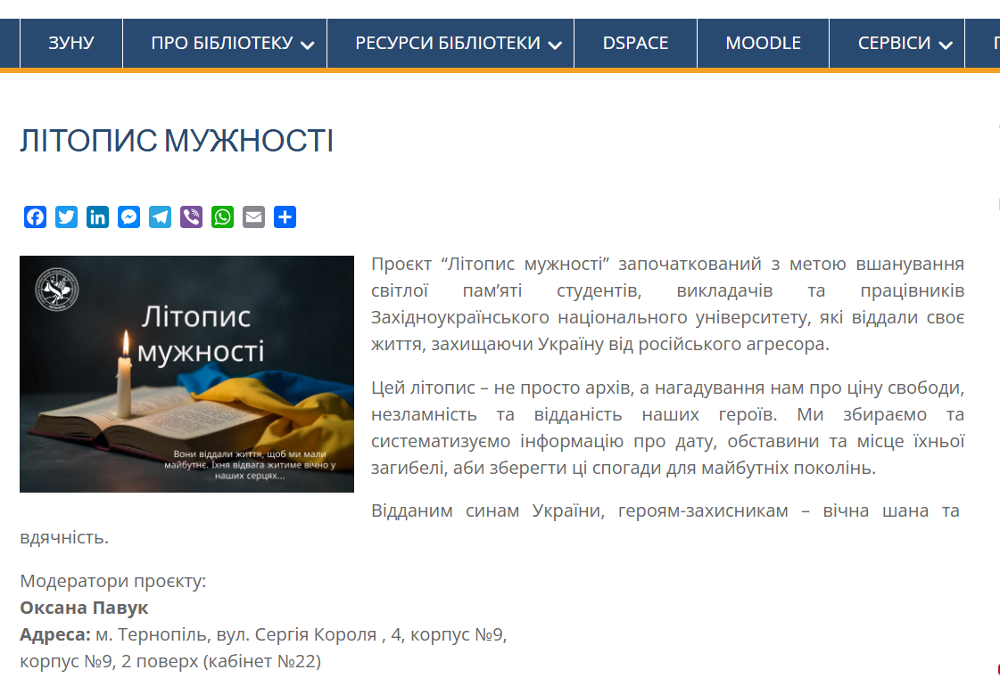 ЗУНУ
ПРО БІБЛІОТЕКУ
РЕСУРСИ БІБЛІОТЕКИ
DSPACE
MOODLE
СЕРВІСИ
ЛІТОПИС МУЖНОСТІ
Літопис
мужності
Вони віддали життя, щоб ми мали
майбутнє. Їхня відвага житиме вічно у
наших серцях...
Проєкт “Літопис мужності” започаткований з метою вшанування
світлої пам’яті студентів, викладачів та працівників
Західноукраїнського національного університету, які віддали своє
життя, захищаючи Україну від російського агресора.
Цей літопис – не просто архів, а нагадування нам про ціну свободи,
незламність та відданість наших героїв. Ми збираємо та
систематизуємо інформацію про дату, обставини та місце їхньої
загибелі, аби зберегти ці спогади для майбутніх поколінь.
Відданим синам України, героям-захисникам – вічна шана та
вдячність.
Модератори проєкту:
Оксана Павук
Адреса: м. Тернопіль, вул. Сергія Короля , 4, корпус №9,
корпус №9, 2 поверх (кабінет №22)